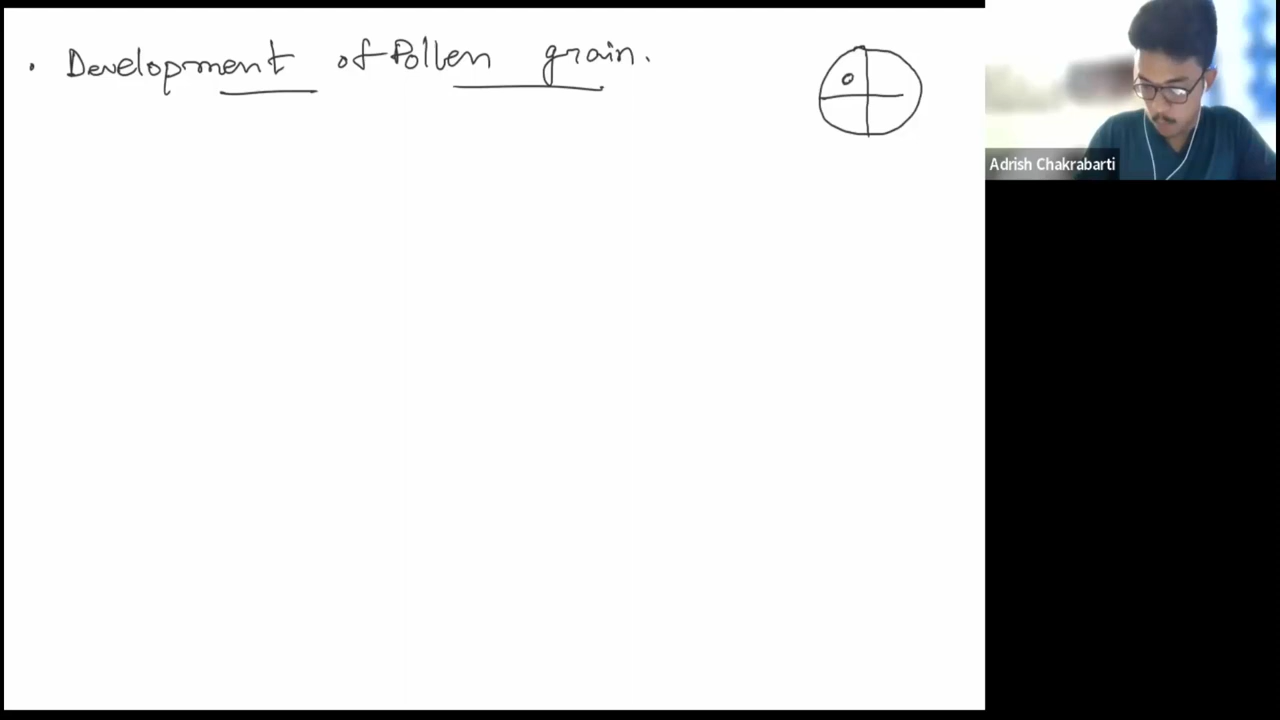 . Development of Pollen grain.
Adrish Chakrabarti